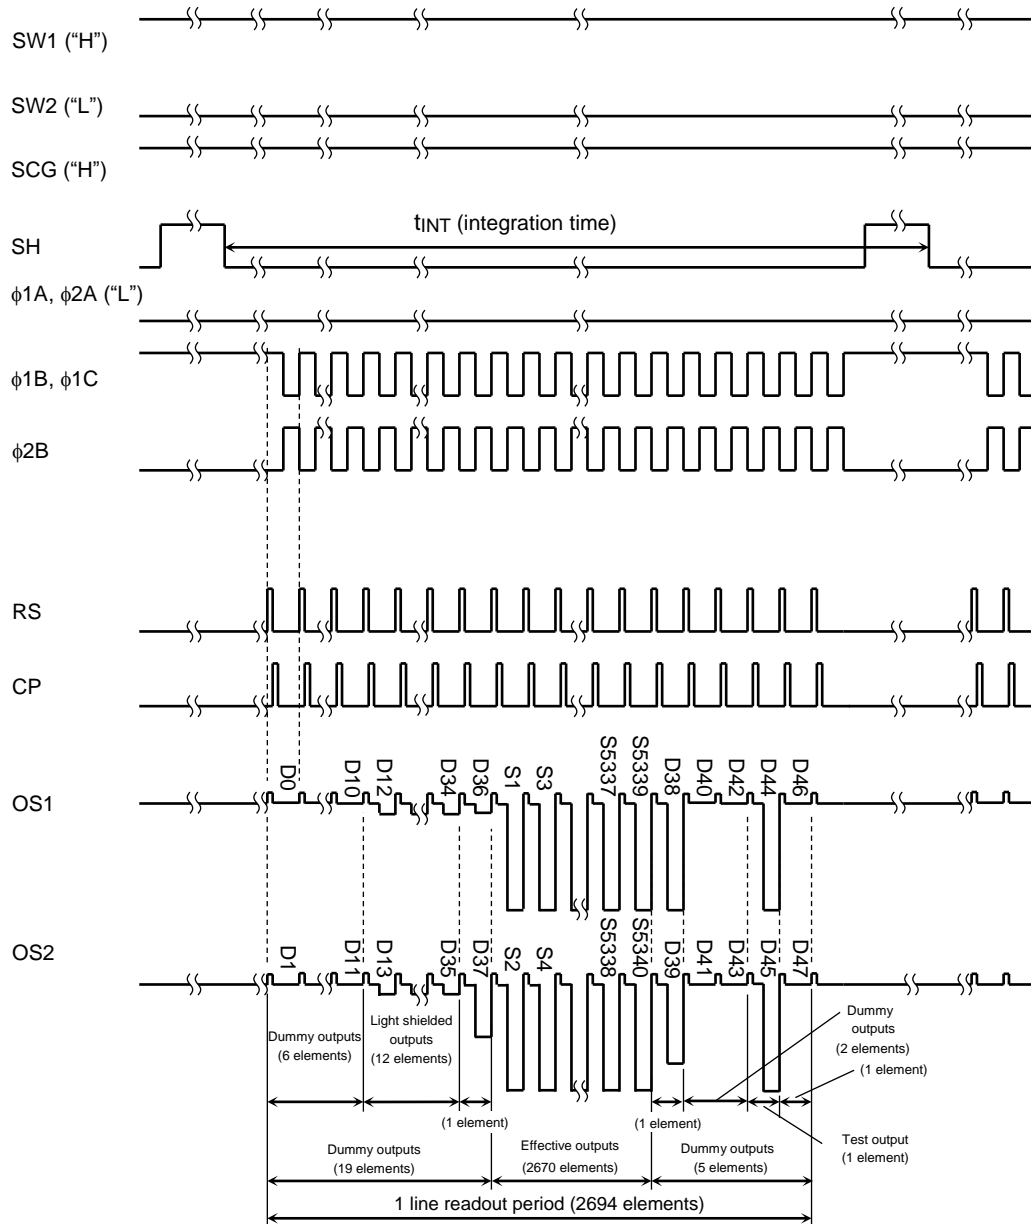 SW1 (“H”)
SW2 (“L”)
SCG (“H”)
SH
tINT (integration time)
ϕ1A, ϕ2A (“L”)
ϕ1B, ϕ1C
ϕ2B
RS
CP
OS1
D0
D10
D12
D34
D36
S1
S3
S5337
S5339
D38
D40
D42
D44
D46
OS2
D1
D11
D13
D35
D37
S2
S4
S5338
S5340
D39
D41
D43
D45
D47
Dummy outputs
(6 elements)
Light shielded
outputs
(12 elements)
(1 element)
(1 element)
Dummy
outputs
(2 elements)
(1 element)
Test output
(1 element)
Dummy outputs
(19 elements)
Effective outputs
(2670 elements)
Dummy outputs
(5 elements)
1 line readout period (2694 elements)